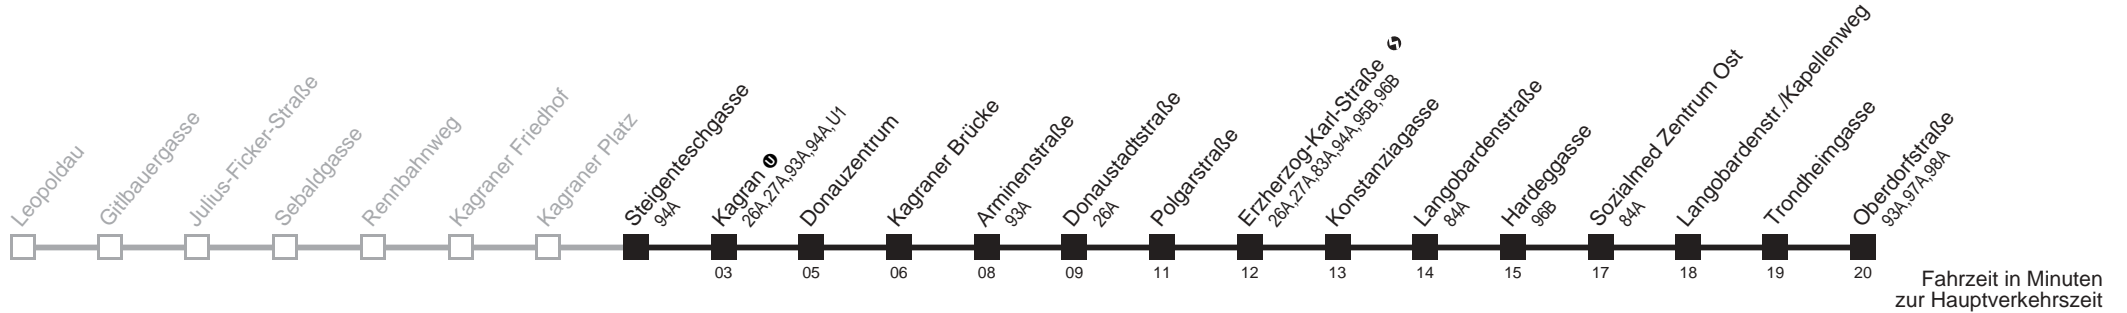 Leopoldau
Gitlbauergasse
Julius-Ficker-Straße
Sebaldgasse
Rennbahnweg
Kagraner Friedhof
Kagraner Platz
Steigenteschgasse
94A
Kagran U
26A,27A,93A,94A,U1
03
Donauzentrum
05
Kagraner Brücke
06
Arminenstraße
93A
08
Donaustadtstraße
26A
09
Polgarstraße
11
Erzherzog-Karl-Straße
26A,27A,83A,94A,95B,96B
12
Konstanziagasse
13
Langobardenstraße
84A
14
Hardeggasse
96B
15
Sozialmed Zentrum Ost
84A
17
Langobardenstr./Kapellenweg
18
Trondheimgasse
19
Oberdorfstraße
93A,97A,98A
20
Fahrzeit in Minuten
zur Hauptverkehrszeit